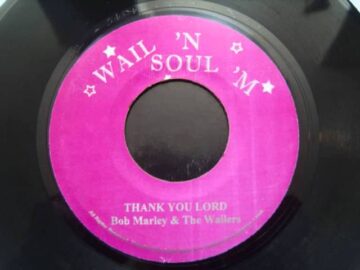 WAIL 'N
SOUL 'M
THANK YOU LORD
Bob Marley & The Wailers